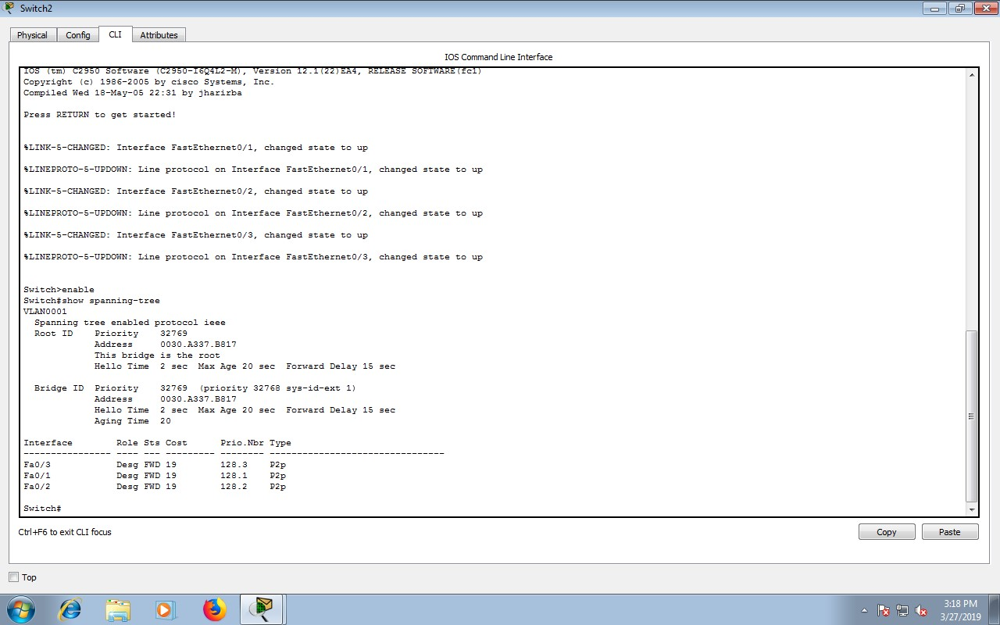 Switch2
Physical Config CLI Attributes
IOS Command Line Interface
IOS (tm) C2950 Software (C2950-I6Q4L2-M), Version 12.1(22)EA4, RELEASE SOFTWARE(fc1)
Copyright (c) 1986-2005 by cisco Systems, Inc.
Compiled Wed 18-May-05 22:31 by jharirba
Press RETURN to get started!
%LINK-5-CHANGED: Interface FastEthernet0/1, changed state to up
%LINEPROTO-5-UPDOWN: Line protocol on Interface FastEthernet0/1, changed state to up
%LINK-5-CHANGED: Interface FastEthernet0/2, changed state to up
%LINEPROTO-5-UPDOWN: Line protocol on Interface FastEthernet0/2, changed state to up
%LINK-5-CHANGED: Interface FastEthernet0/3, changed state to up
%LINEPROTO-5-UPDOWN: Line protocol on Interface FastEthernet0/3, changed state to up
Switch>enable
Switch#show spanning-tree
VLAN0001
  Spanning tree enabled protocol ieee
  Root ID    Priority    32769
             Address     0030.A337.B817
             This bridge is the root
             Hello Time  2 sec  Max Age 20 sec  Forward Delay 15 sec
  Bridge ID  Priority    32769  (priority 32768 sys-id-ext 1)
             Address     0030.A337.B817
             Hello Time  2 sec  Max Age 20 sec  Forward Delay 15 sec
             Aging Time  20
Interface        Role Sts Cost      Prio.Nbr Type
---------------- ---- --- --------- -------- --------------------------------
Fa0/3            Desg FWD 19        128.3    P2p
Fa0/1            Desg FWD 19        128.1    P2p
Fa0/2            Desg FWD 19        128.2    P2p
Switch#
Ctrl+F6 to exit CLI focus
Copy Paste
Top
3:18 PM
3/27/2019